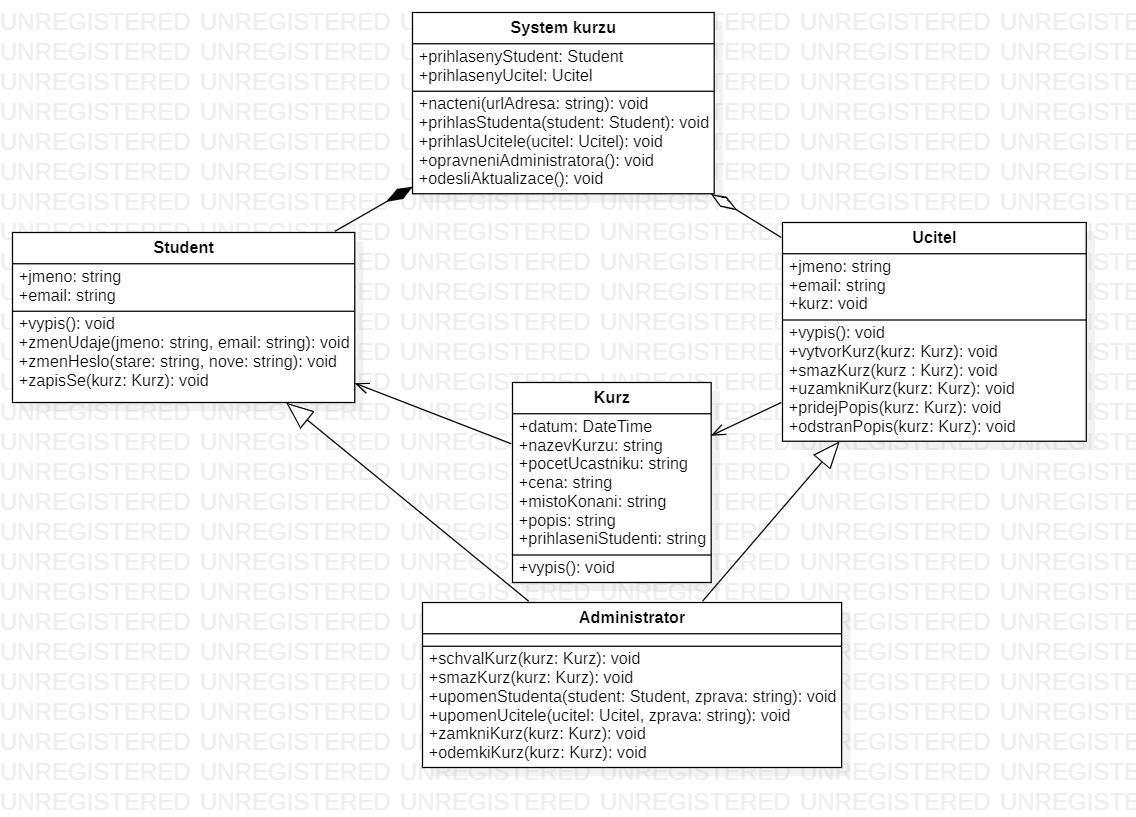 System kurzu
+prihlasenyStudent: Student
+prihlasenyUcitel: Ucitel
+nacteni(urlAdresa: string): void
+prihlasStudenta(student: Student): void
+prihlasUcitele(ucitel: Ucitel): void
+opravneniAdministratora(): void
+odesliAktualizace(): void
Student
+jmeno: string
+email: string
+vypis(): void
+zmenUdaje(jmeno: string, email: string): void
+zmenHeslo(stare: string, nove: string): void
+zapisSe(kurz: Kurz): void
Ucitel
+jmeno: string
+email: string
+kurz: void
+vypis(): void
+vytvorKurz(kurz: Kurz): void
+smazKurz(kurz : Kurz): void
+uzamkniKurz(kurz: Kurz): void
+pridejPopis(kurz: Kurz): void
+odstranPopis(kurz: Kurz): void
Kurz
+datum: DateTime
+nazevKurzu: string
+pocetUcastniku: string
+cena: string
+mistoKonani: string
+popis: string
+prihlaseniStudenti: string
+vypis(): void
Administrator
+schvalKurz(kurz: Kurz): void
+smazKurz(kurz: Kurz): void
+upomenStudenta(student: Student, zprava: string): void
+upomenUcitele(ucitel: Ucitel, zprava: string): void
+zamkniKurz(kurz: Kurz): void
+odemkiKurz(kurz: Kurz): void
UNREGISTERED